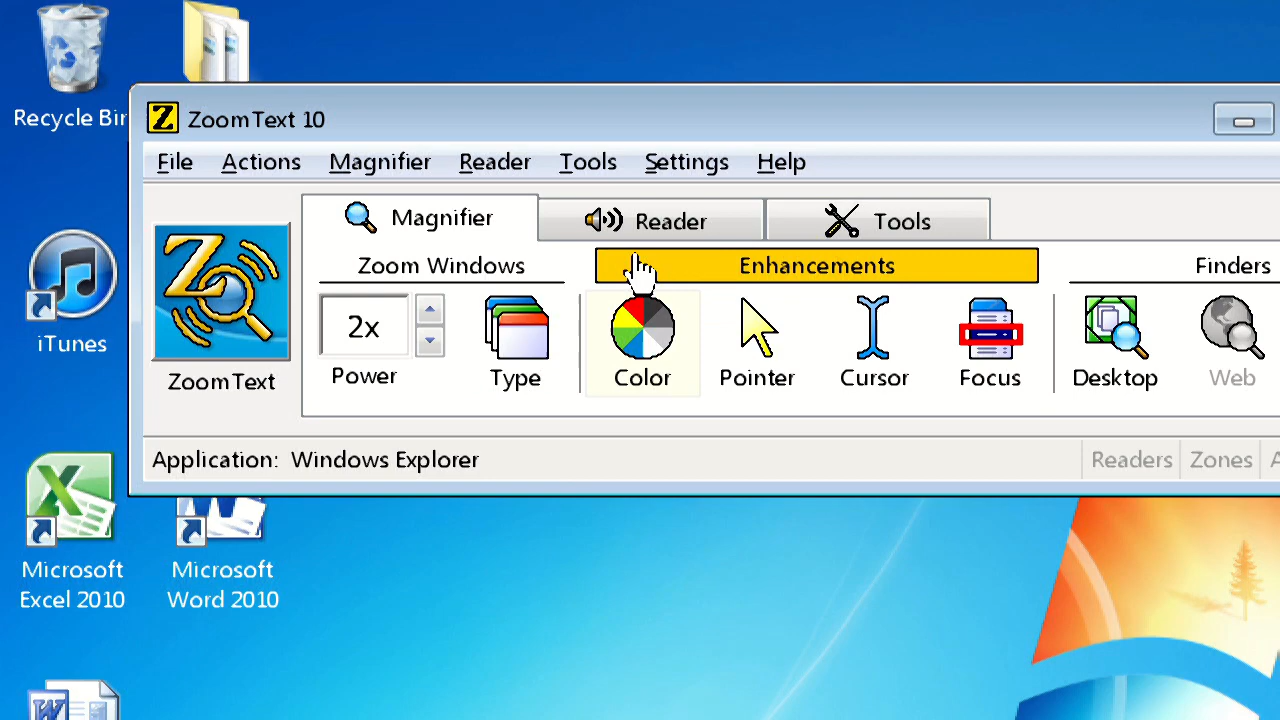 Recycle Bin
ZoomText 10
File Actions Magnifier Reader Tools Settings Help
Magnifier Reader Tools
Zoom Windows Enhancements Finders
2x
Power Type Color Pointer Cursor Focus Desktop Web
ZoomText
iTunes
Application: Windows Explorer Readers Zones A
Microsoft Excel 2010
Microsoft Word 2010